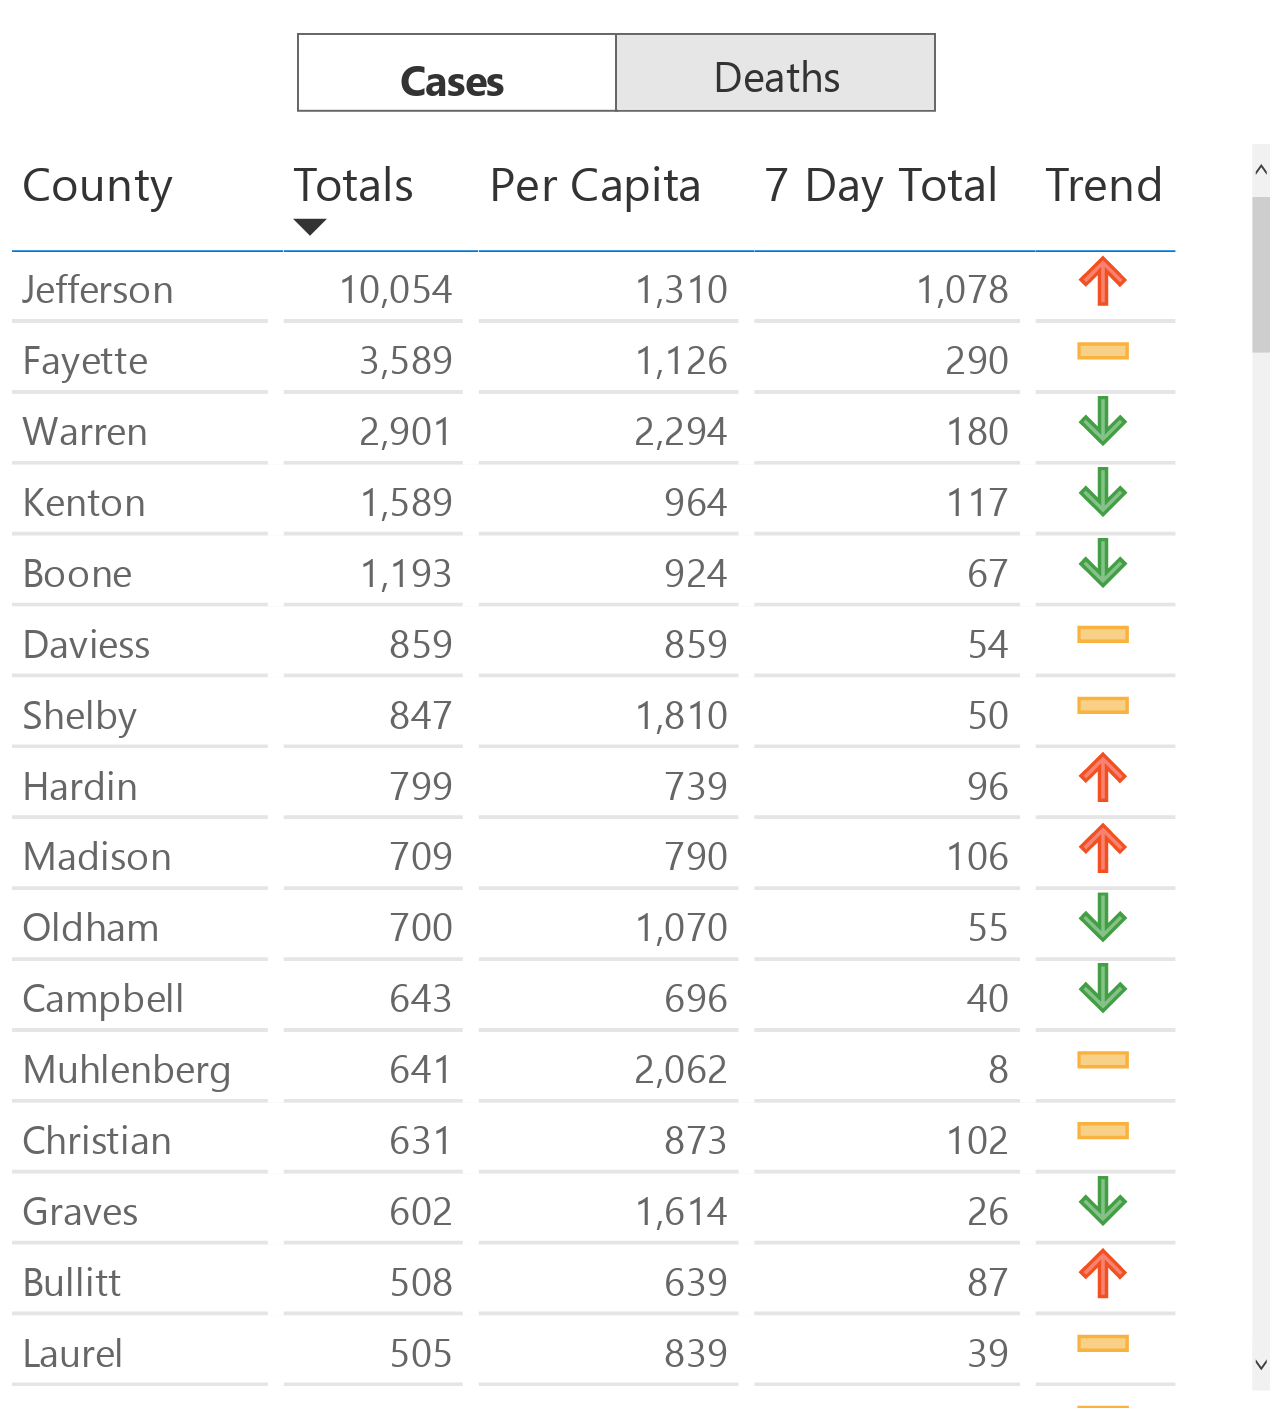 Cases Deaths
County Totals Per Capita 7 Day Total Trend
Jefferson 10,054 1,310 1,078
Fayette 3,589 1,126 290
Warren 2,901 2,294 180
Kenton 1,589 964 117
Boone 1,193 924 67
Daviess 859 859 54
Shelby 847 1,810 50
Hardin 799 739 96
Madison 709 790 106
Oldham 700 1,070 55
Campbell 643 696 40
Muhlenberg 641 2,062 8
Christian 631 873 102
Graves 602 1,614 26
Bullitt 508 639 87
Laurel 505 839 39